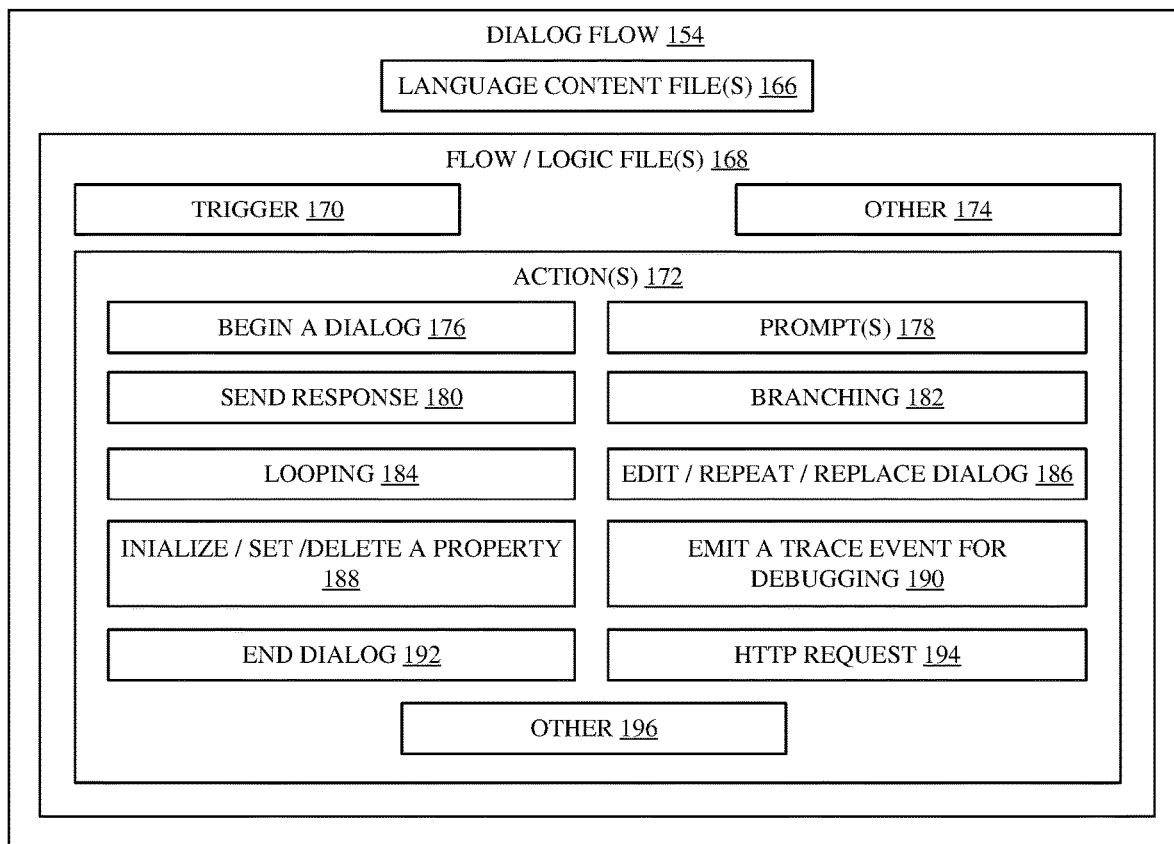 DIALOG FLOW 154
LANGUAGE CONTENT FILE(S) 166
FLOW / LOGIC FILE(S) 168
TRIGGER 170
OTHER 174
ACTION(S) 172
BEGIN A DIALOG 176
PROMPT(S) 178
SEND RESPONSE 180
BRANCHING 182
LOOPING 184
EDIT / REPEAT / REPLACE DIALOG 186
INIALIZE / SET /DELETE A PROPERTY
188
EMIT A TRACE EVENT FOR
DEBUGGING 190
END DIALOG 192
HTTP REQUEST 194
OTHER 196